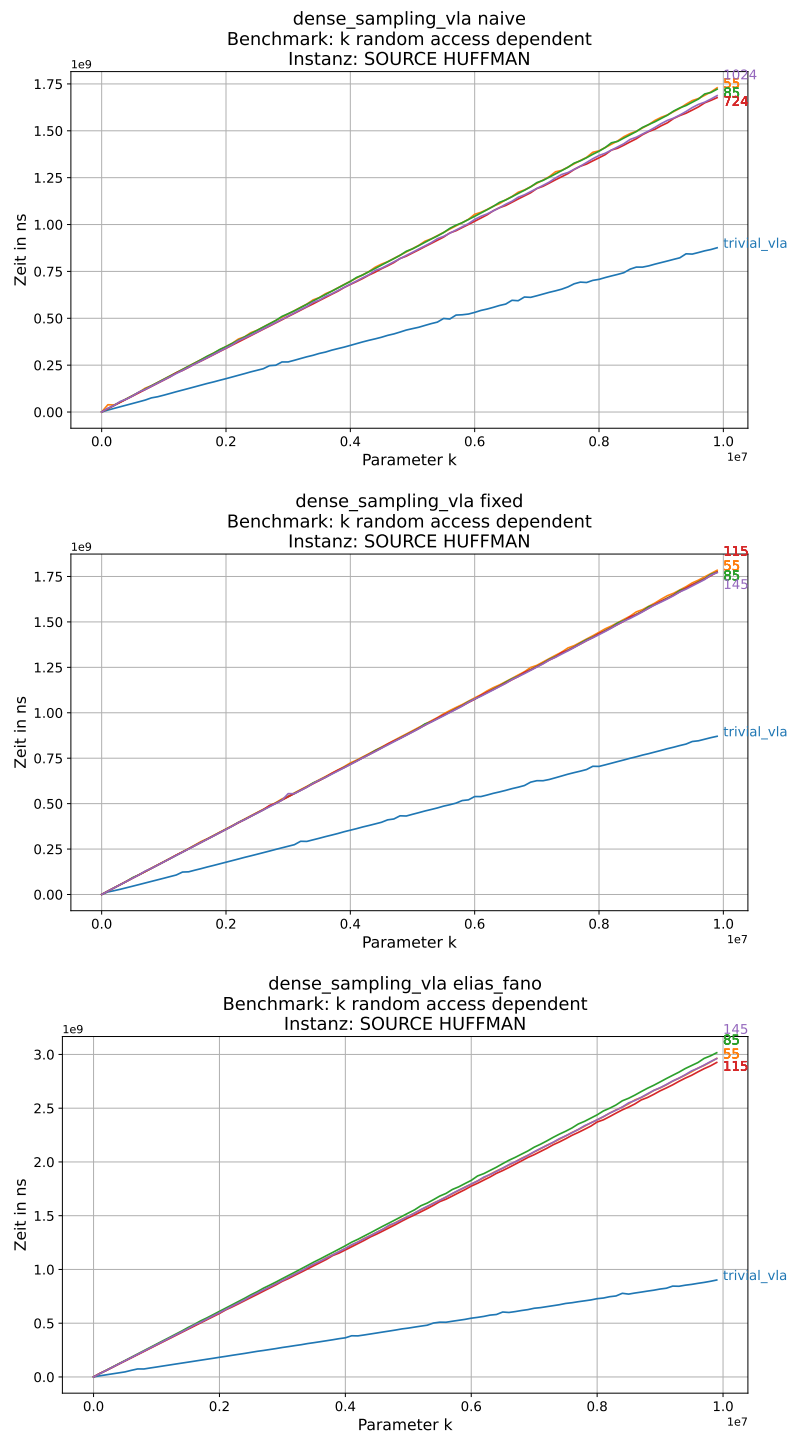 dense_sampling_vla naive
Benchmark: k random access dependent
Instanz: SOURCE HUFFMAN
1e9
1024
55
85
724
trivial_vla
1.75
1.50
1.25
1.00
0.75
0.50
0.25
0.00
Zeit in ns
0.0 0.2 0.4 0.6 0.8 1.0
1e7
Parameter k
dense_sampling_vla fixed
Benchmark: k random access dependent
Instanz: SOURCE HUFFMAN
1e9
115
55
85
145
trivial_vla
1.75
1.50
1.25
1.00
0.75
0.50
0.25
0.00
Zeit in ns
0.0 0.2 0.4 0.6 0.8 1.0
1e7
Parameter k
dense_sampling_vla elias_fano
Benchmark: k random access dependent
Instanz: SOURCE HUFFMAN
1e9
145
85
55
115
trivial_vla
3.0
2.5
2.0
1.5
1.0
0.5
0.0
Zeit in ns
0.0 0.2 0.4 0.6 0.8 1.0
1e7
Parameter k